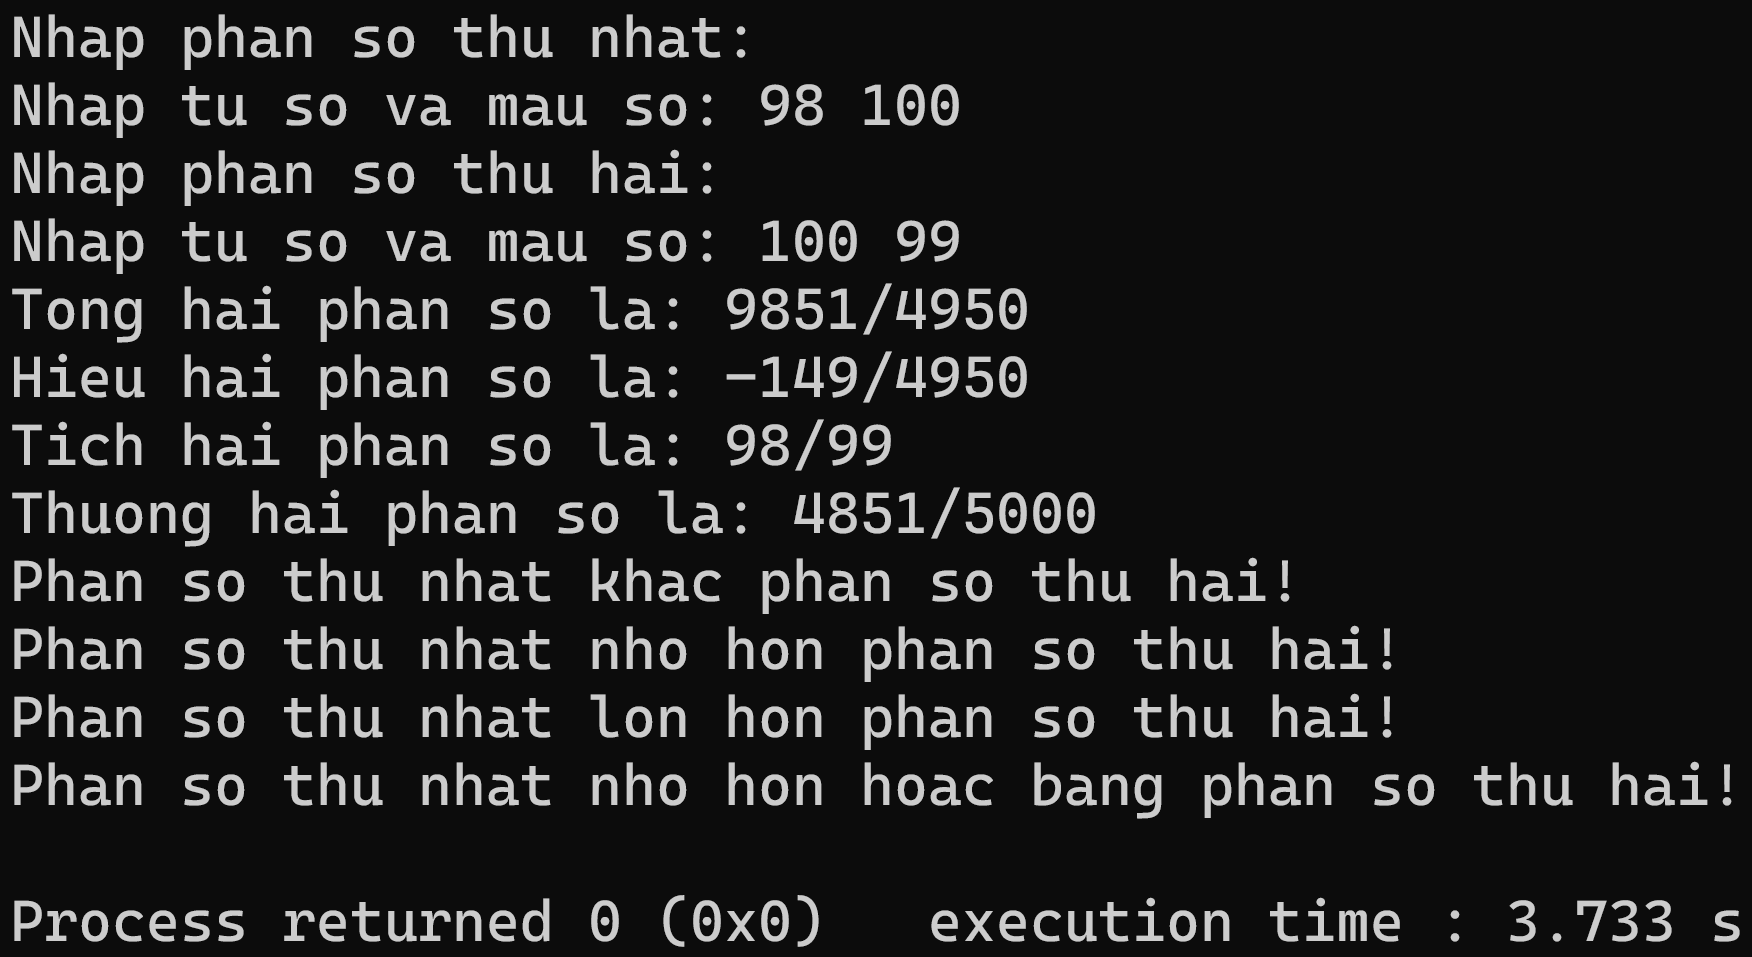 Nhap phan so thu nhat:
Nhap tu so va mau so: 98 100
Nhap phan so thu hai:
Nhap tu so va mau so: 100 99
Tong hai phan so la: 9851/4950
Hieu hai phan so la: -149/4950
Tich hai phan so la: 98/99
Thuong hai phan so la: 4851/5000
Phan so thu nhat khac phan so thu hai!
Phan so thu nhat nho hon phan so thu hai!
Phan so thu nhat lon hon phan so thu hai!
Phan so thu nhat nho hon hoac bang phan so thu hai!
Process returned 0 (0x0)   execution time : 3.733 s